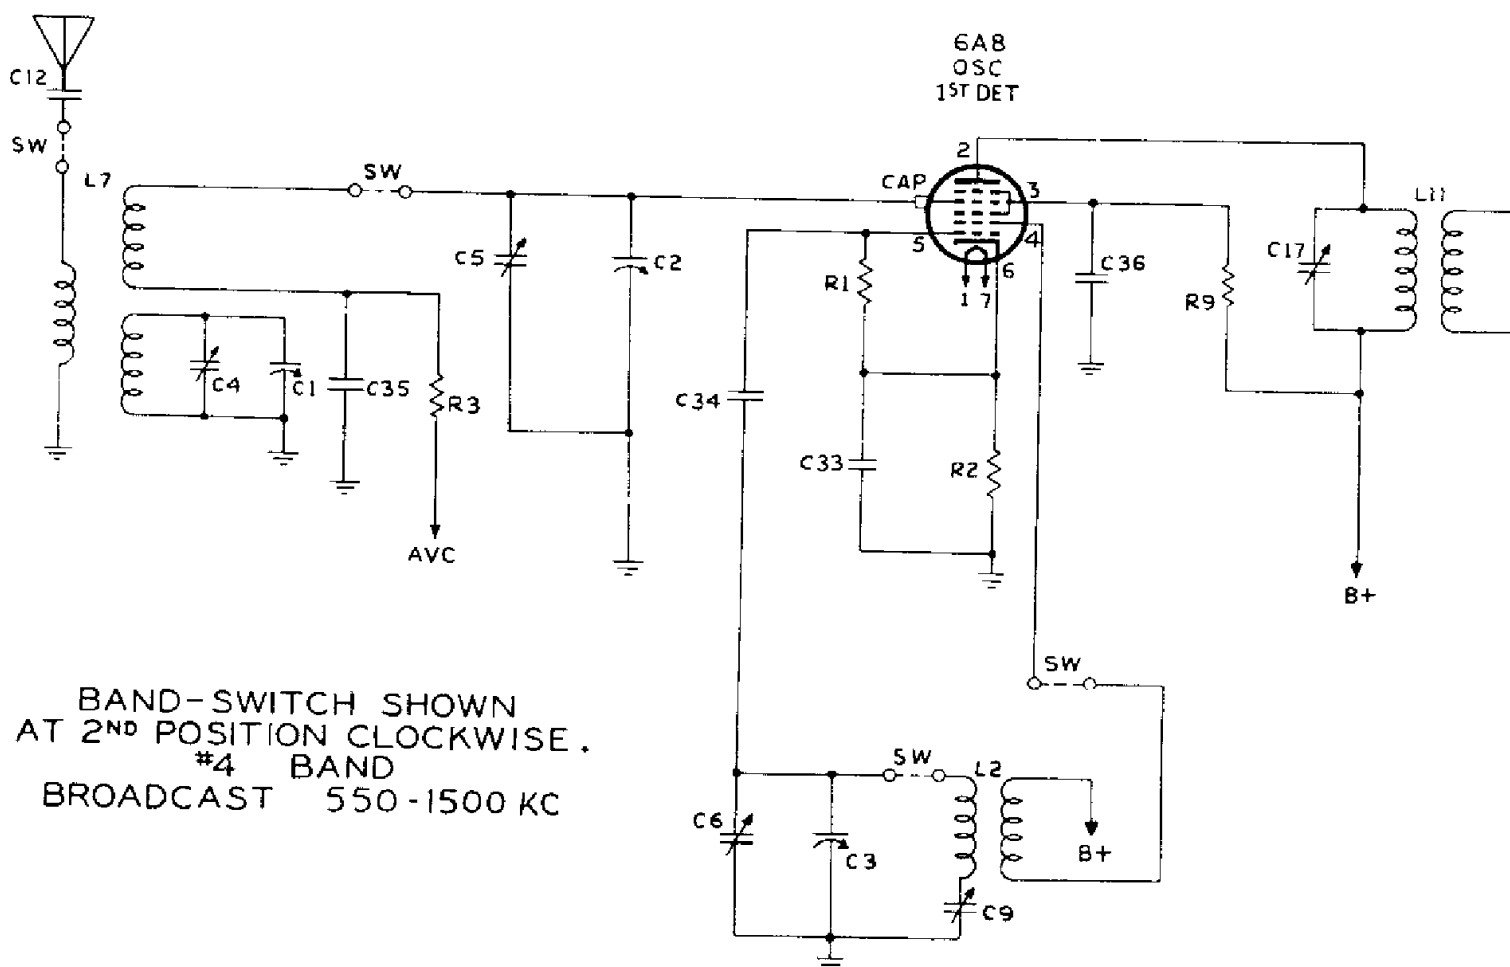 6A8
OSC
1ST DET
C12
SW
L7
SW
CAP
2
3
4
5
6
1 7
C5
C2
R1
C36
R9
C17
L11
C4
C1
C35
R3
C34
C33
R2
AVC
B+
SW
BAND-SWITCH SHOWN
AT 2ND POSITION CLOCKWISE.
#4 BAND
BROADCAST 550-1500 KC
SW
L2
C6
C3
B+
C9